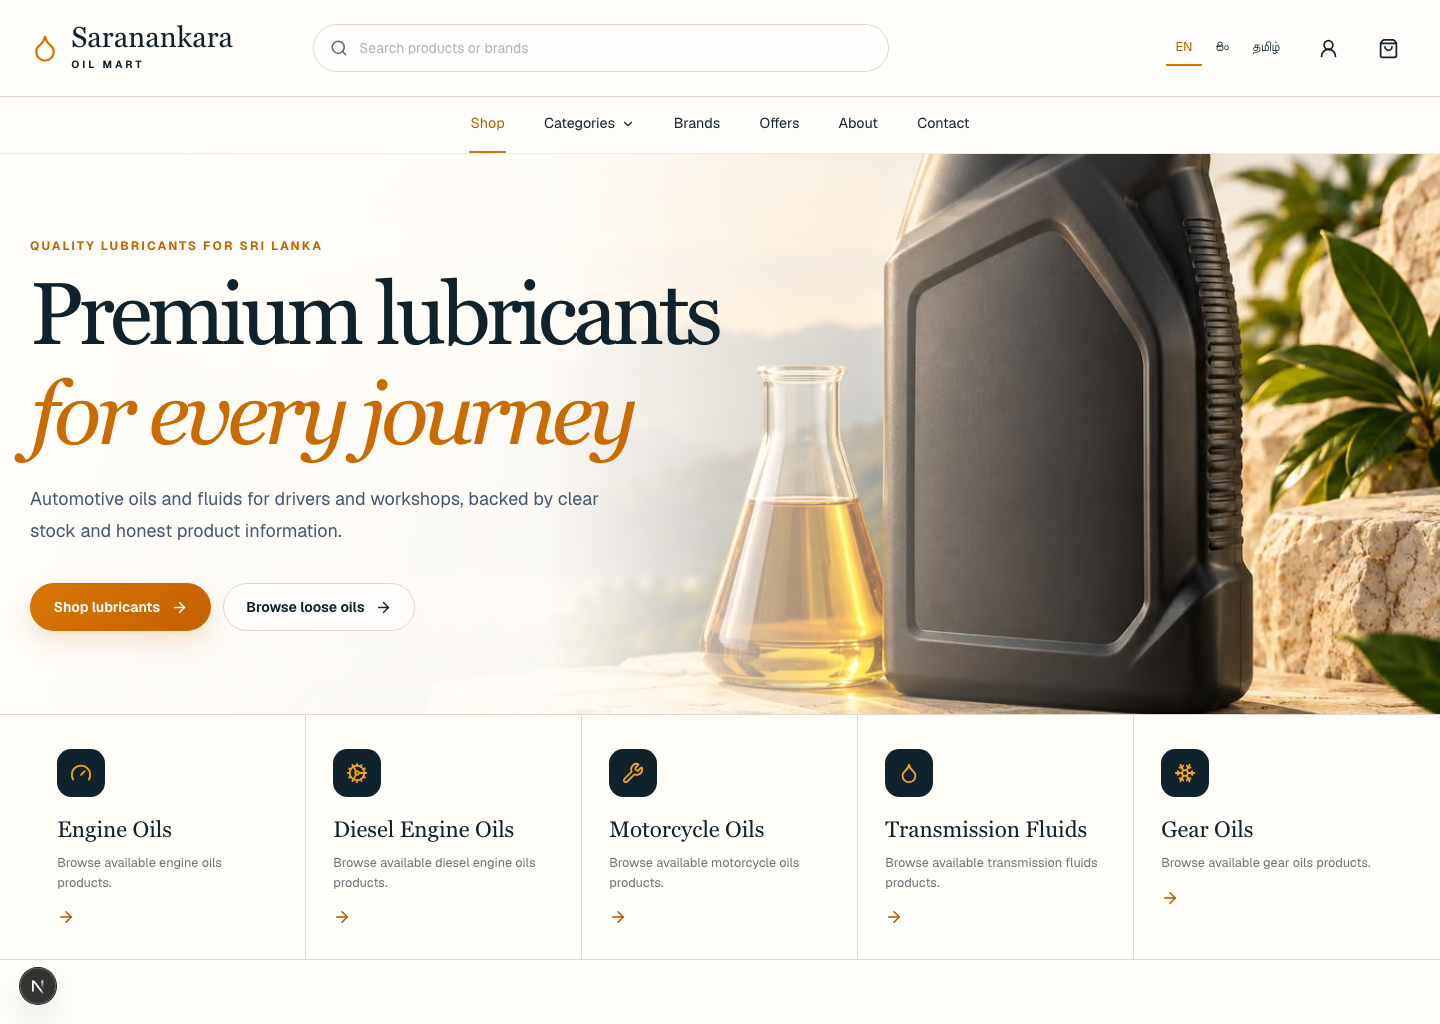 Saranankara
OIL MART
Search products or brands
EN
සිං
தமிழ்
Shop
Categories
Brands
Offers
About
Contact
QUALITY LUBRICANTS FOR SRI LANKA
Premium lubricants
for every journey
Automotive oils and fluids for drivers and workshops, backed by clear
stock and honest product information.
Shop lubricants
Browse loose oils
Engine Oils
Browse available engine oils
products.
Diesel Engine Oils
Browse available diesel engine oils
products.
Motorcycle Oils
Browse available motorcycle oils
products.
Transmission Fluids
Browse available transmission fluids
products.
Gear Oils
Browse available gear oils products.
N